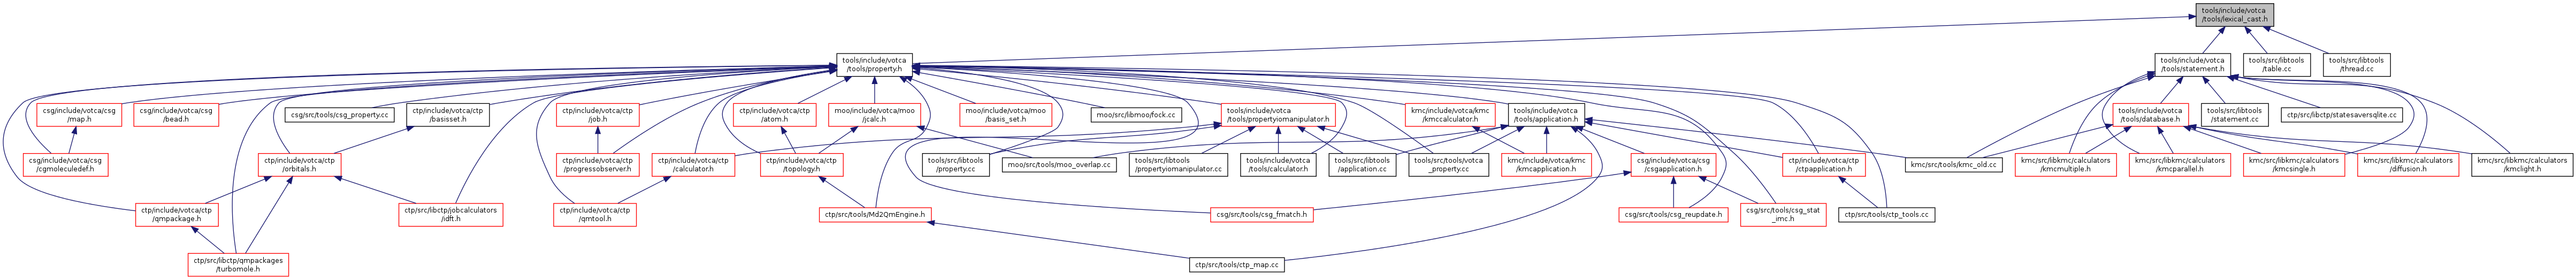 tools/include/votca
/tools/lexical_cast.h
tools/include/votca
/tools/property.h
tools/include/votca
/tools/statement.h
tools/src/libtools
/table.cc
tools/src/libtools
/thread.cc
csg/include/votca/csg
/map.h
csg/include/votca/csg
/bead.h
csg/src/tools/csg_property.cc
ctp/include/votca/ctp
/basisset.h
ctp/include/votca/ctp
/job.h
ctp/include/votca/ctp
/atom.h
moo/include/votca/moo
/jcalc.h
moo/include/votca/moo
/basis_set.h
moo/src/libmoo/fock.cc
tools/include/votca
/tools/propertyiomanipulator.h
kmc/include/votca/kmc
/kmccalculator.h
tools/include/votca
/tools/application.h
tools/include/votca
/tools/database.h
tools/src/libtools
/statement.cc
ctp/src/libctp/statesaversqlite.cc
csg/include/votca/csg
/cgmoleculedef.h
ctp/include/votca/ctp
/orbitals.h
ctp/include/votca/ctp
/progressobserver.h
ctp/include/votca/ctp
/calculator.h
ctp/include/votca/ctp
/topology.h
tools/src/libtools
/property.cc
moo/src/tools/moo_overlap.cc
tools/src/libtools
/propertyiomanipulator.cc
tools/include/votca
/tools/calculator.h
tools/src/libtools
/application.cc
tools/src/tools/votca
_property.cc
kmc/include/votca/kmc
/kmcapplication.h
csg/include/votca/csg
/csgapplication.h
ctp/include/votca/ctp
/ctpapplication.h
kmc/src/tools/kmc_old.cc
kmc/src/libkmc/calculators
/kmcmultiple.h
kmc/src/libkmc/calculators
/kmcparallel.h
kmc/src/libkmc/calculators
/kmcsingle.h
kmc/src/libkmc/calculators
/diffusion.h
kmc/src/libkmc/calculators
/kmclight.h
ctp/include/votca/ctp
/qmpackage.h
ctp/src/libctp/jobcalculators
/idft.h
ctp/include/votca/ctp
/qmtool.h
ctp/src/tools/Md2QmEngine.h
csg/src/tools/csg_fmatch.h
csg/src/tools/csg_reupdate.h
csg/src/tools/csg_stat
_imc.h
ctp/src/tools/ctp_tools.cc
ctp/src/libctp/qmpackages
/turbomole.h
ctp/src/tools/ctp_map.cc